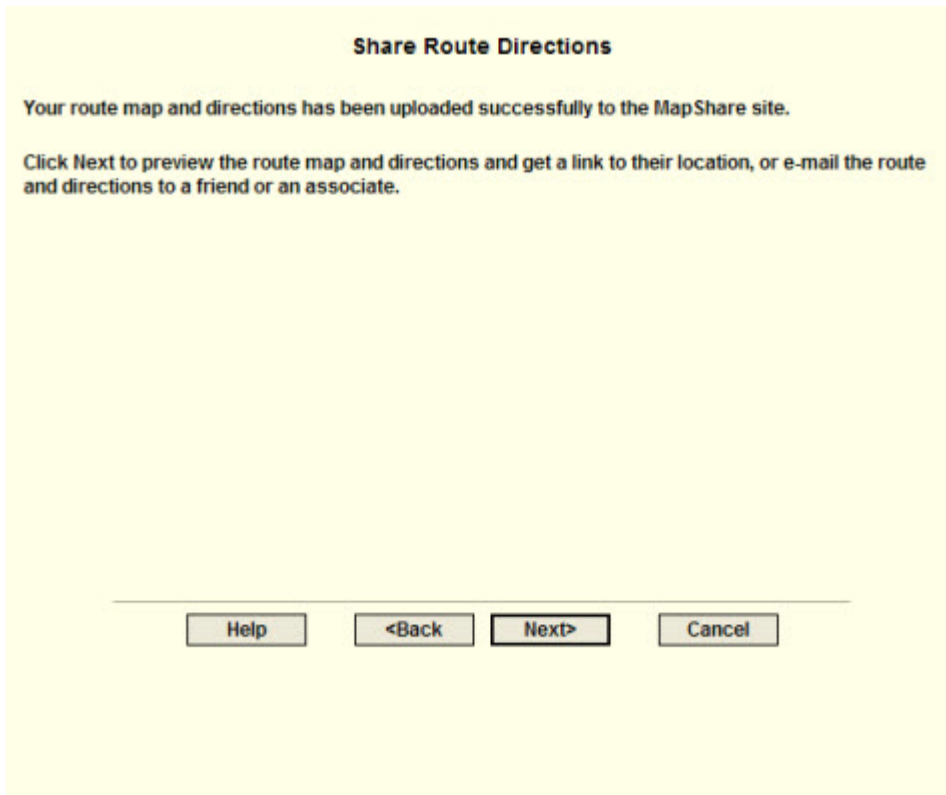 Share Route Directions
Your route map and directions has been uploaded successfully to the MapShare site.
Click Next to preview the route map and directions and get a link to their location, or e-mail the route
and directions to a friend or an associate.
Help <Back Next> Cancel